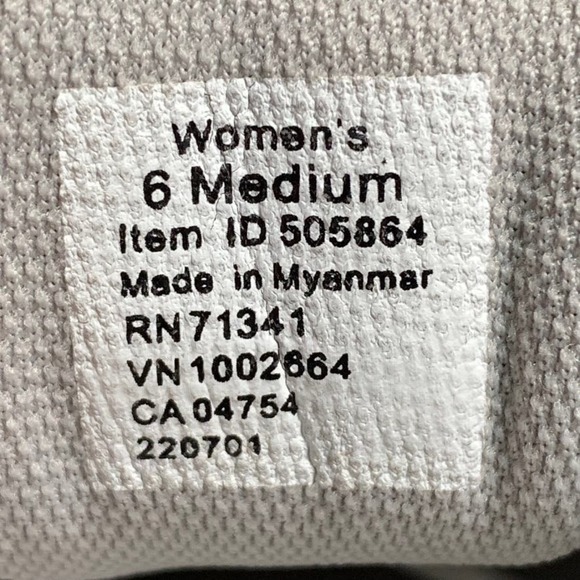 Women's
6 Medium
Item ID 505864
Made in Myanmar
RN 71341
VN 1002664
CA 04754
220701